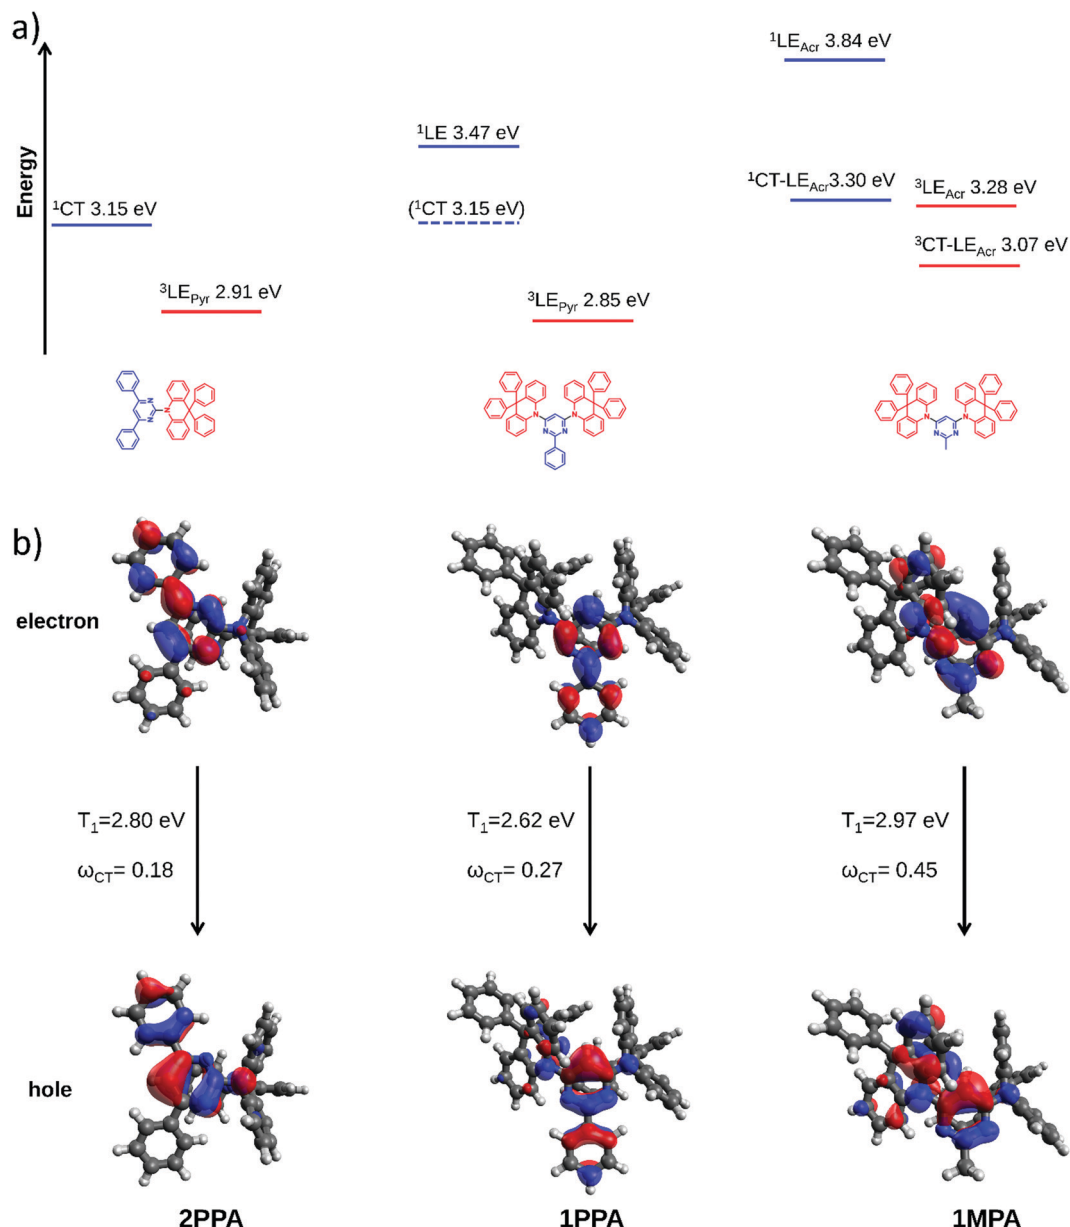 a)
Energy
¹CT 3.15 eV
³LE_Pyr 2.91 eV
¹LE 3.47 eV
(¹CT 3.15 eV)
³LE_Pyr 2.85 eV
¹LE_Acr 3.84 eV
¹CT-LE_Acr3.30 eV
³LE_Acr 3.28 eV
³CT-LE_Acr 3.07 eV
N
N
N
N
N
N
N
N
N
N
N
b)
electron
T₁=2.80 eV
ω_CT= 0.18
T₁=2.62 eV
ω_CT= 0.27
T₁=2.97 eV
ω_CT= 0.45
hole
2PPA
1PPA
1MPA